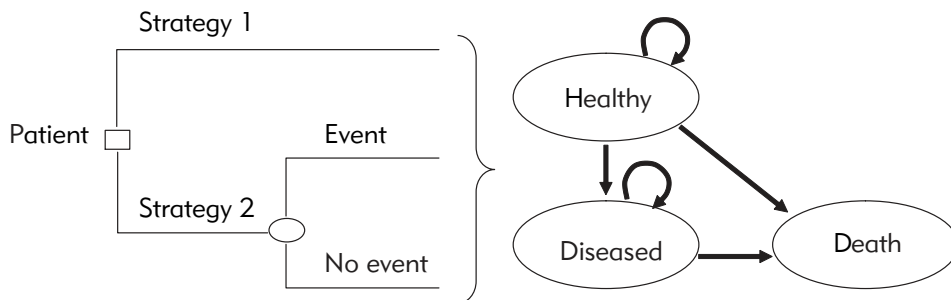 Strategy 1
Patient
Event
Strategy 2
No event
Healthy
Diseased
Death